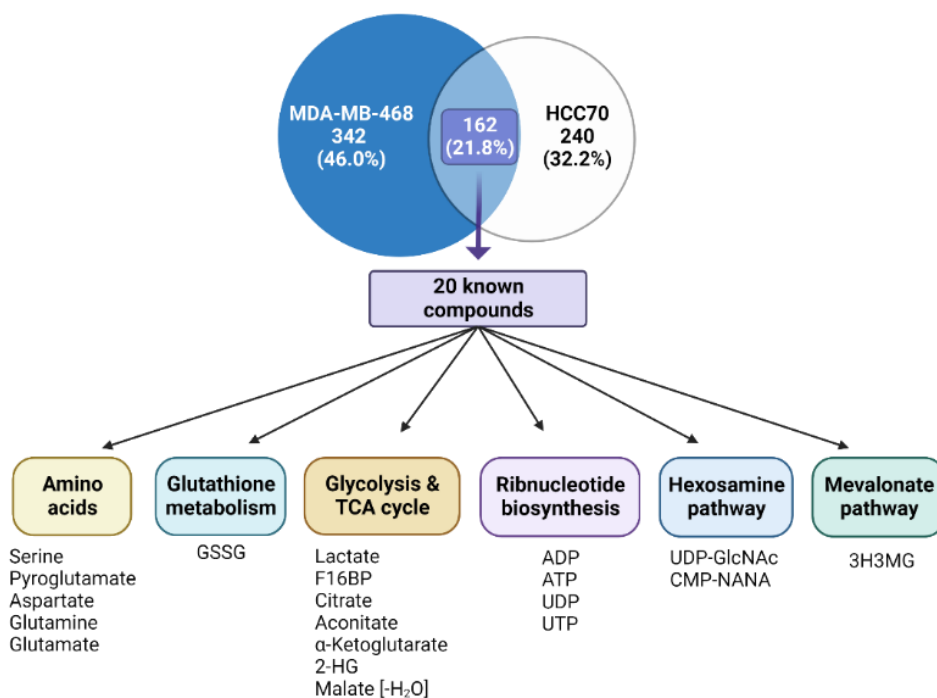 MDA-MB-468
342
(46.0%)
162
(21.8%)
HCC70
240
(32.2%)
20 known
compounds
Amino
acids
Serine
Pyroglutamate
Aspartate
Glutamine
Glutamate
Glutathione
metabolism
GSSG
Glycolysis &
TCA cycle
Lactate
F16BP
Citrate
Aconitate
α-Ketoglutarate
2-HG
Malate [-H₂O]
Ribnucleotide
biosynthesis
ADP
ATP
UDP
UTP
Hexosamine
pathway
UDP-GlcNAc
CMP-NANA
Mevalonate
pathway
3H3MG